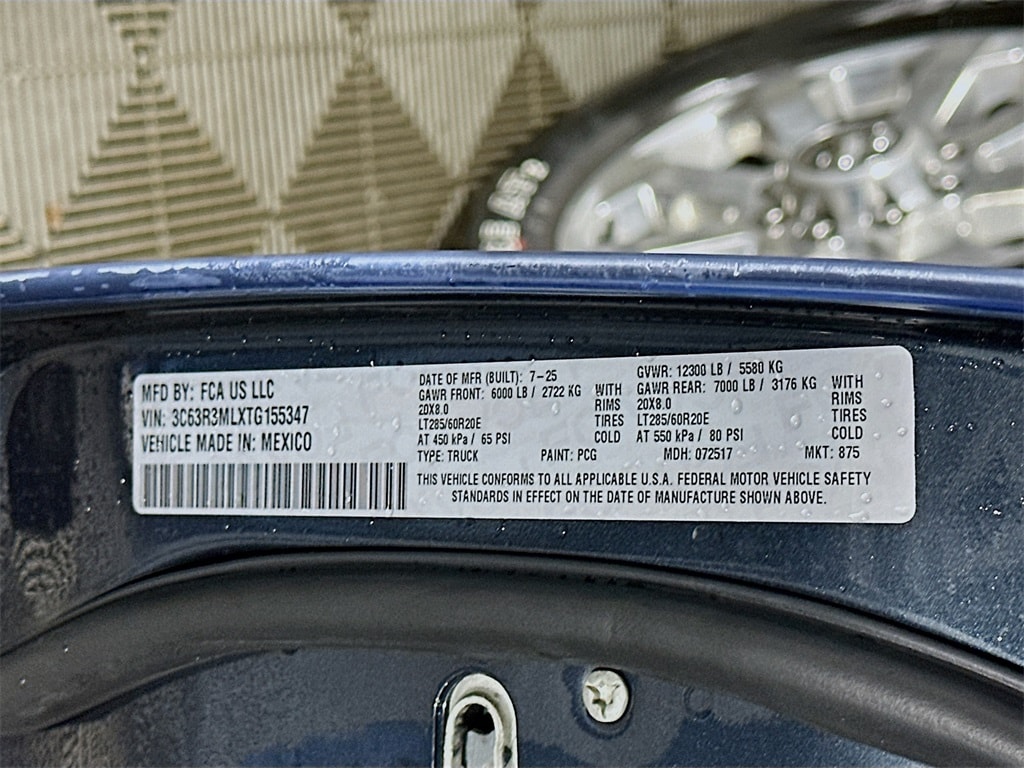 MFD BY: FCA US LLC
VIN: 3C63R3MLXTG155347
VEHICLE MADE IN: MEXICO
DATE OF MFR (BUILT): 7-25
GAWR FRONT: 6000 LB / 2722 KG WITH
20X8.0 RIMS
LT285/60R20E TIRES
AT 450 kPa / 65 PSI COLD
TYPE: TRUCK PAINT: PCG
GVWR: 12300 LB / 5580 KG
GAWR REAR: 7000 LB / 3176 KG WITH
20X8.0 RIMS
LT285/60R20E TIRES
AT 550 kPa / 80 PSI COLD
MDH: 072517 MKT: 875
THIS VEHICLE CONFORMS TO ALL APPLICABLE U.S.A. FEDERAL MOTOR VEHICLE SAFETY
STANDARDS IN EFFECT ON THE DATE OF MANUFACTURE SHOWN ABOVE.